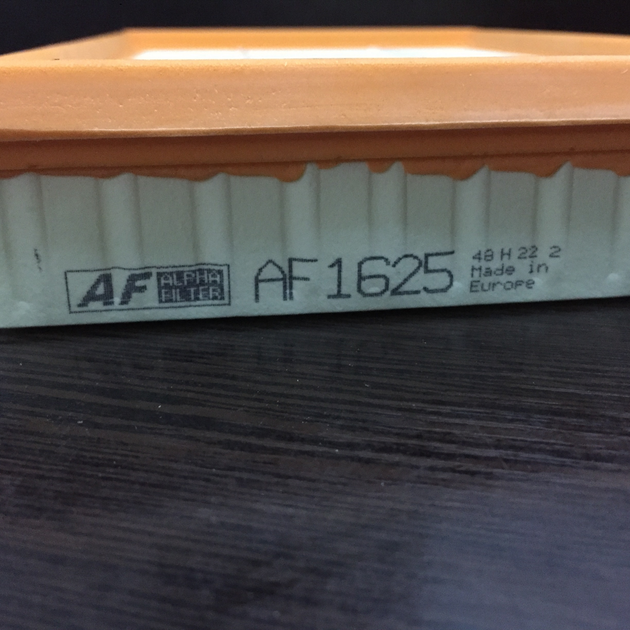 AF ALPHA
FILTER
AF1625
48 H 22 2
Made in
Europe